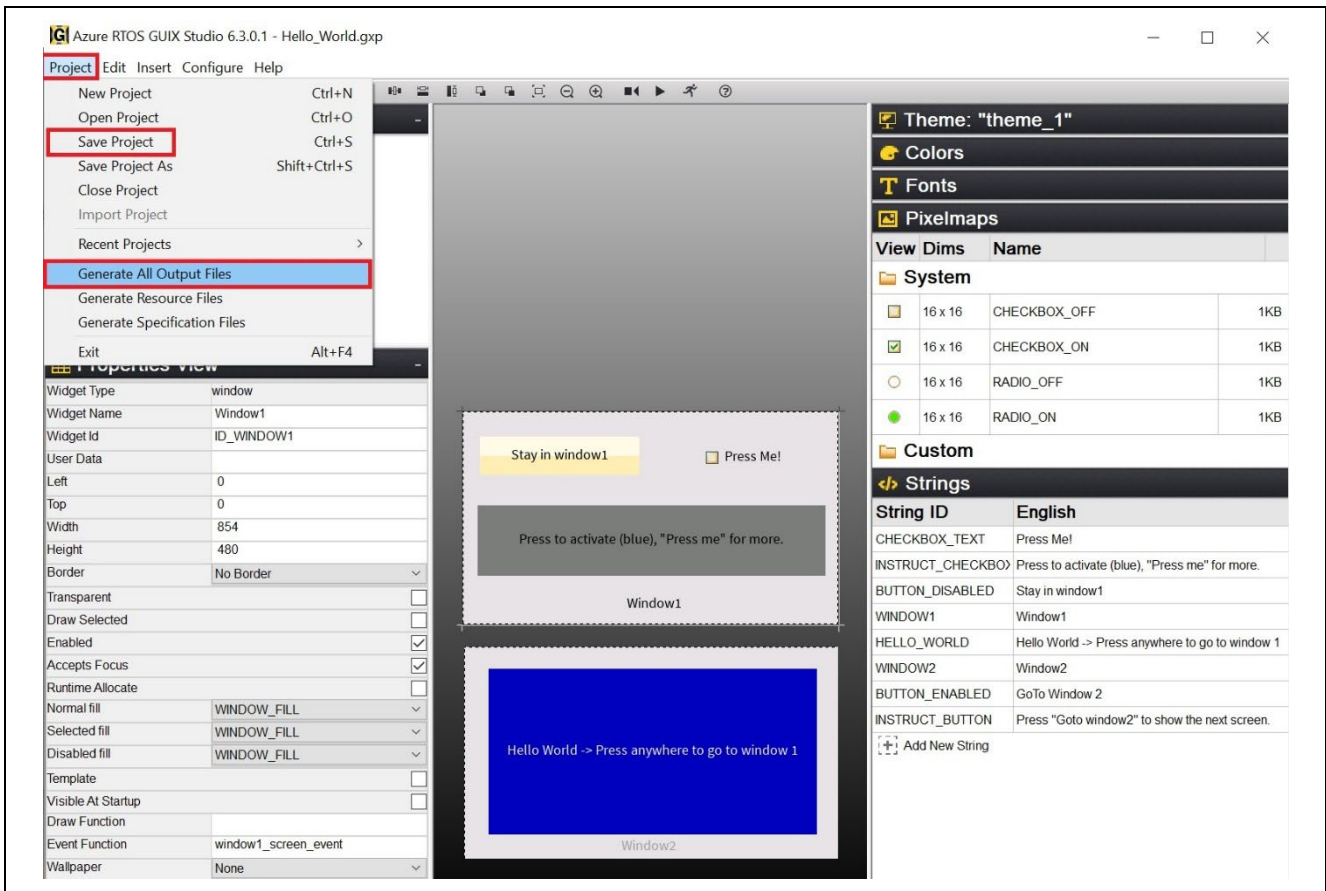 Azure RTOS GUIX Studio 6.3.0.1 - Hello_World.gxp
Project Edit Insert Configure Help
New Project Ctrl+N
Open Project Ctrl+O
Save Project Ctrl+S
Save Project As Shift+Ctrl+S
Close Project
Import Project
Recent Projects
Generate All Output Files
Generate Resource Files
Generate Specification Files
Exit Alt+F4
Properties View
Widget Type window
Widget Name Window1
Widget Id ID_WINDOW1
User Data
Left 0
Top 0
Width 854
Height 480
Border No Border
Transparent
Draw Selected
Enabled
Accepts Focus
Runtime Allocate
Normal fill WINDOW_FILL
Selected fill WINDOW_FILL
Disabled fill WINDOW_FILL
Template
Visible At Startup
Draw Function
Event Function window1_screen_event
Wallpaper None
Stay in window1 Press Me!
Press to activate (blue), "Press me" for more.
Window1
Hello World -> Press anywhere to go to window 1
Window2
Theme: "theme_1"
Colors
Fonts
Pixelmaps
View Dims Name
System
16 x 16 CHECKBOX_OFF 1KB
16 x 16 CHECKBOX_ON 1KB
16 x 16 RADIO_OFF 1KB
16 x 16 RADIO_ON 1KB
Custom
Strings
String ID English
CHECKBOX_TEXT Press Me!
INSTRUCT_CHECKBO Press to activate (blue), "Press me" for more.
BUTTON_DISABLED Stay in window1
WINDOW1 Window1
HELLO_WORLD Hello World -> Press anywhere to go to window 1
WINDOW2 Window2
BUTTON_ENABLED GoTo Window 2
INSTRUCT_BUTTON Press "Goto window2" to show the next screen.
Add New String